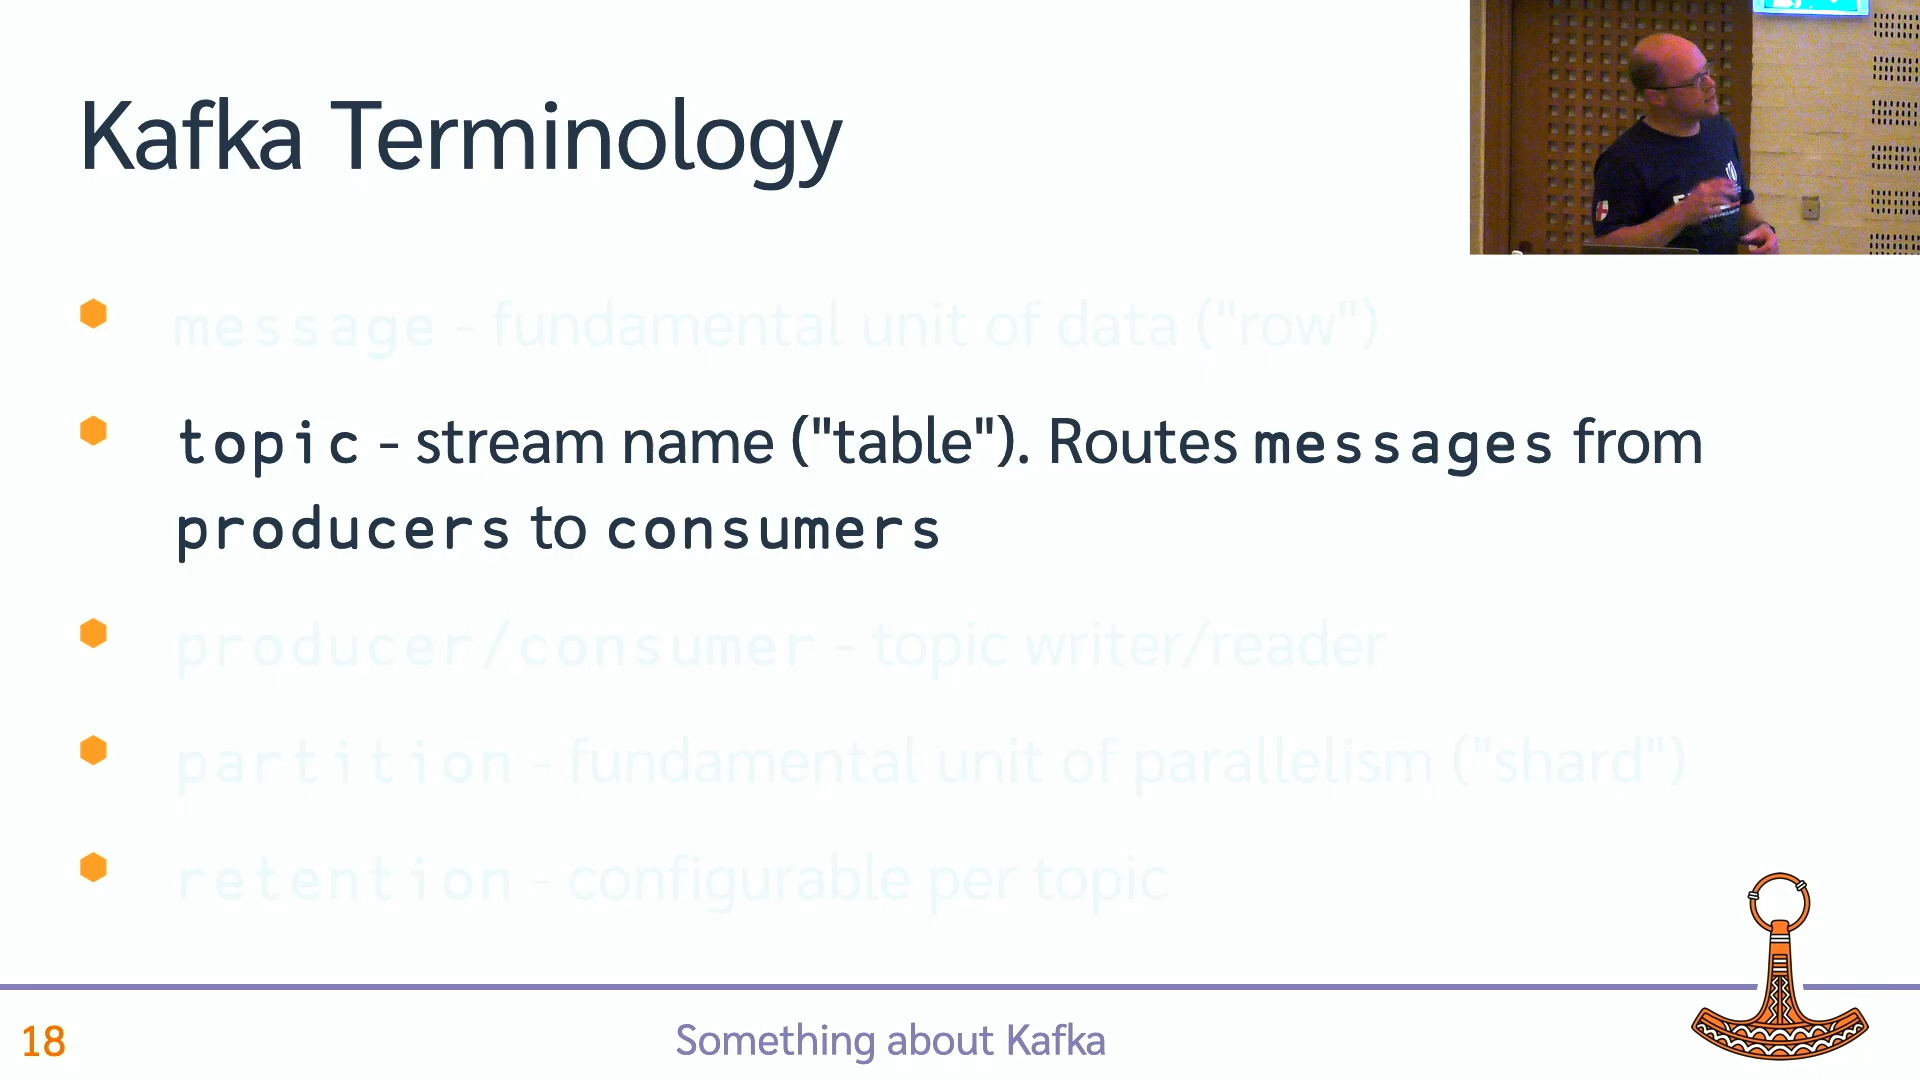 Kafka Terminology
message - fundamental unit of data ("row")
topic - stream name ("table"). Routes messages from
producers to consumers
producer/consumer - topic writer/reader
partition - fundamental unit of parallelism ("shard")
retention - configurable per topic
18
Something about Kafka